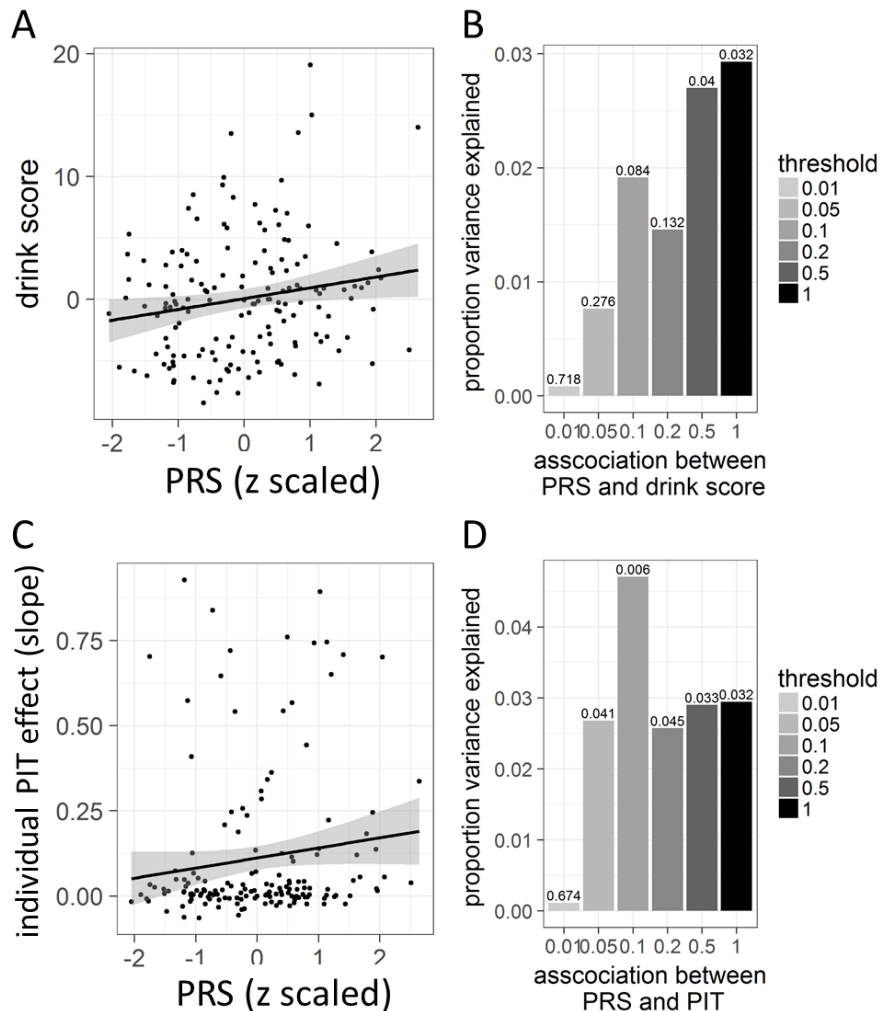 A
20
10
0
drink score
-2 -1 0 1 2
PRS (z scaled)
B
0.03
0.02
0.01
0.00
proportion variance explained
0.718
0.276
0.084
0.132
0.04
0.032
0.01 0.05 0.1 0.2 0.5 1
asscociation between
PRS and drink score
threshold
0.01
0.05
0.1
0.2
0.5
1
C
0.75
0.50
0.25
0.00
individual PIT effect (slope)
-2 -1 0 1 2
PRS (z scaled)
D
0.04
0.03
0.02
0.01
0.00
proportion variance explained
0.674
0.041
0.006
0.045
0.033
0.032
0.01 0.05 0.1 0.2 0.5 1
asscociation between
PRS and PIT
threshold
0.01
0.05
0.1
0.2
0.5
1